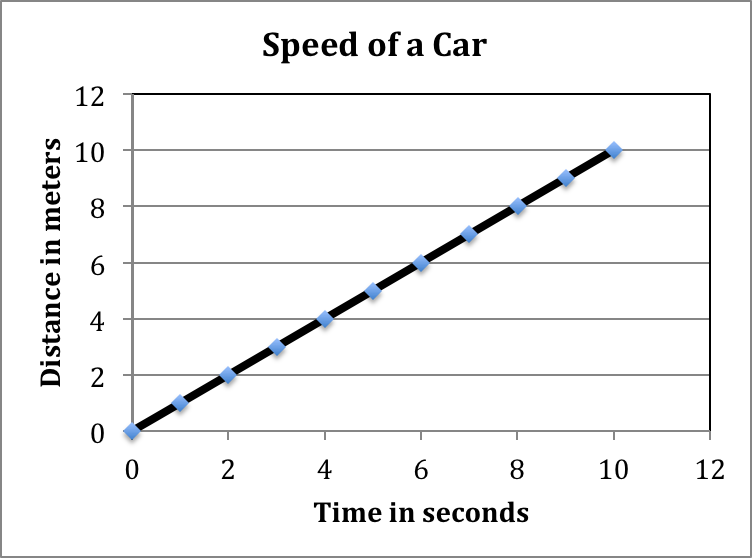 Speed of a Car
12
10
8
6
4
2
0
Distance in meters
0 2 4 6 8 10 12
Time in seconds